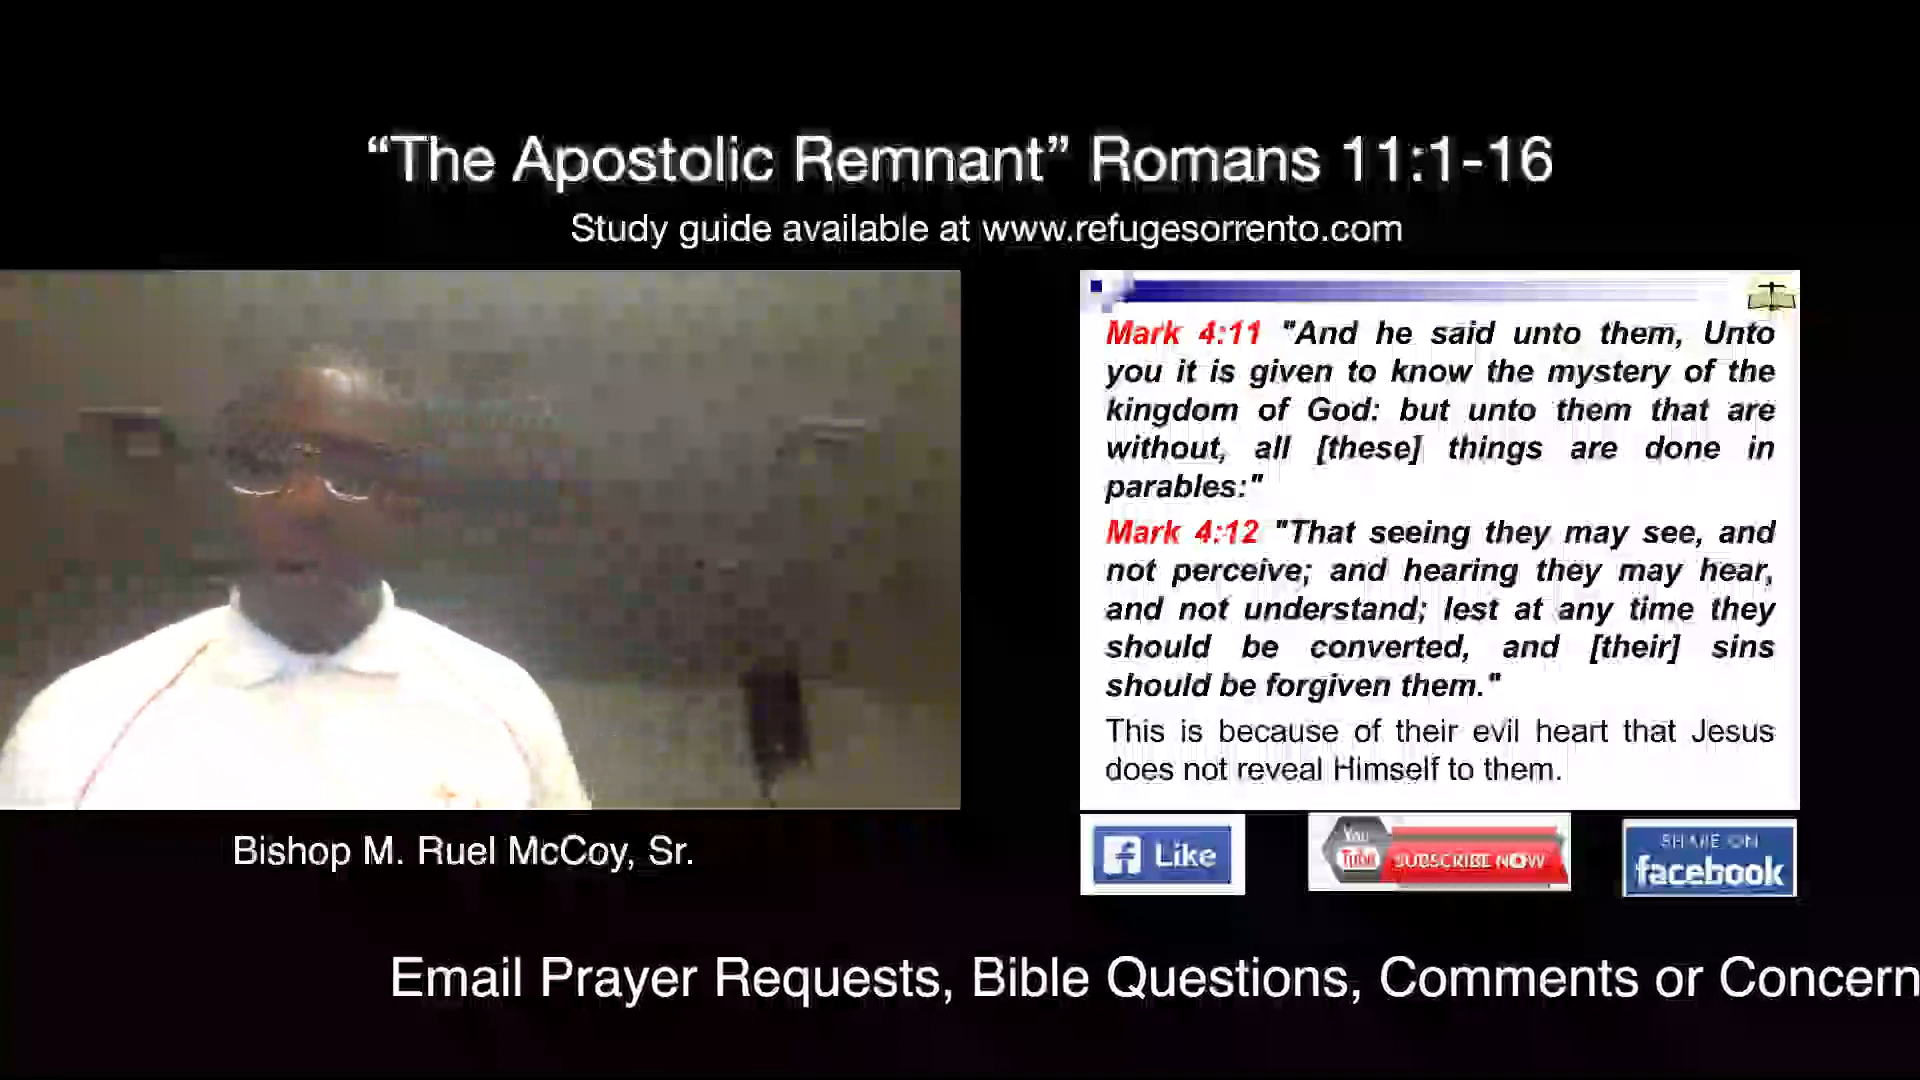 “The Apostolic Remnant” Romans 11:1-16
Study guide available at www.refugesorrento.com
Mark 4:11 "And he said unto them, Unto
you it is given to know the mystery of the
kingdom of God: but unto them that are
without, all [these] things are done in
parables:"
Mark 4:12 "That seeing they may see, and
not perceive; and hearing they may hear,
and not understand; lest at any time they
should be converted, and [their] sins
should be forgiven them."
This is because of their evil heart that Jesus
does not reveal Himself to them.
Bishop M. Ruel McCoy, Sr.
f Like
You
Tube SUBSCRIBE NOW
SHARE ON
facebook
Email Prayer Requests, Bible Questions, Comments or Concern